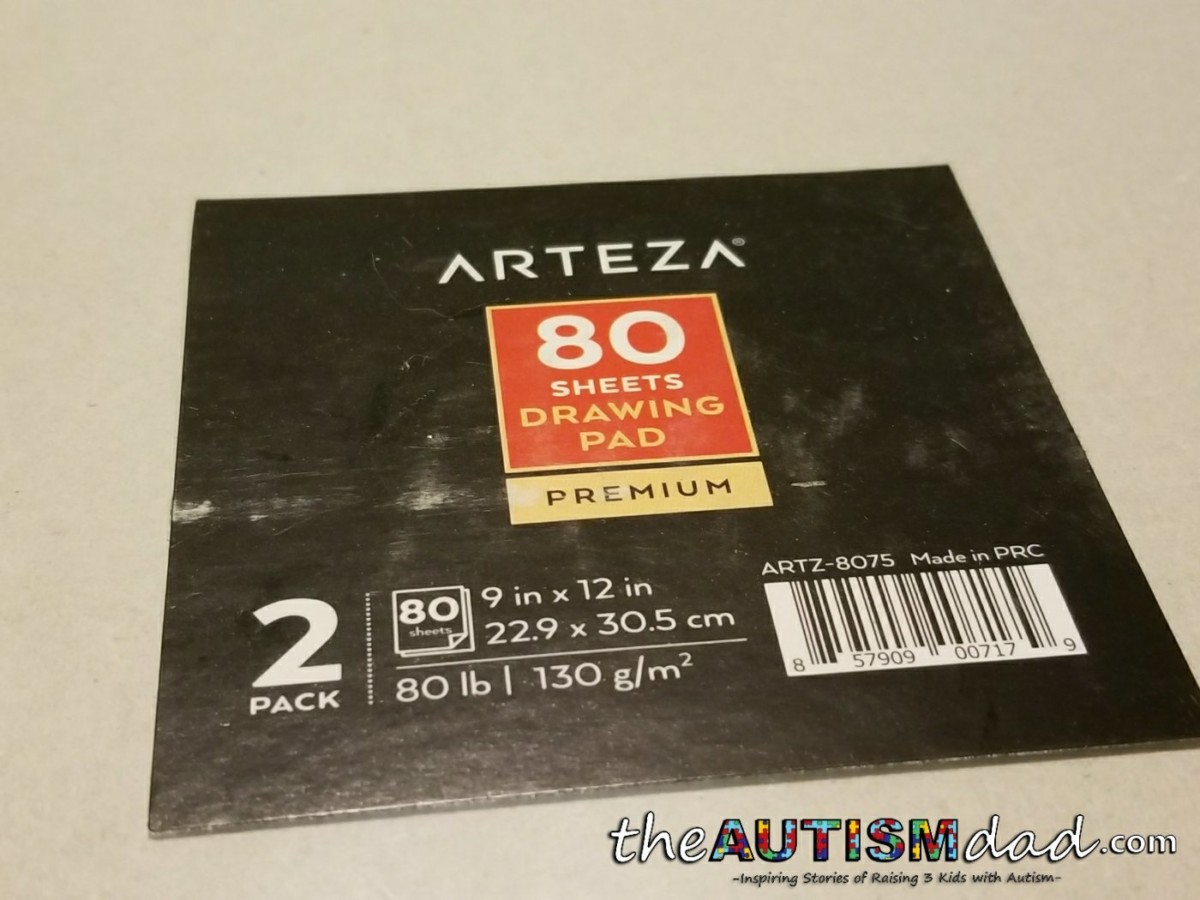 ARTEZA®
80
SHEETS
DRAWING
PAD
PREMIUM
2
PACK
80
sheets
9 in x 12 in
22.9 x 30.5 cm
80 lb | 130 g/m²
ARTZ-8075 Made in PRC
8 57909 00717 9
theAUTISMdad.com
-Inspiring Stories of Raising 3 Kids with Autism-